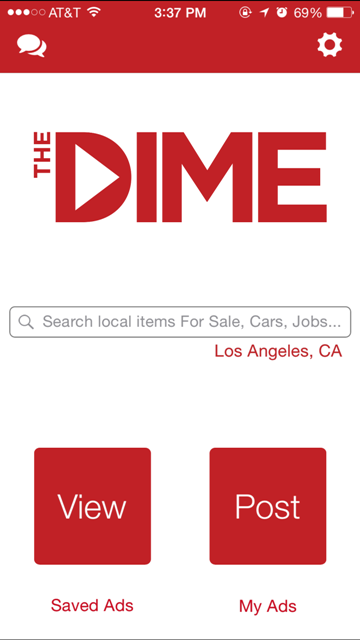 AT&T 3:37 PM 69%
THE DIME
Search local items For Sale, Cars, Jobs...
Los Angeles, CA
View Post
Saved Ads My Ads